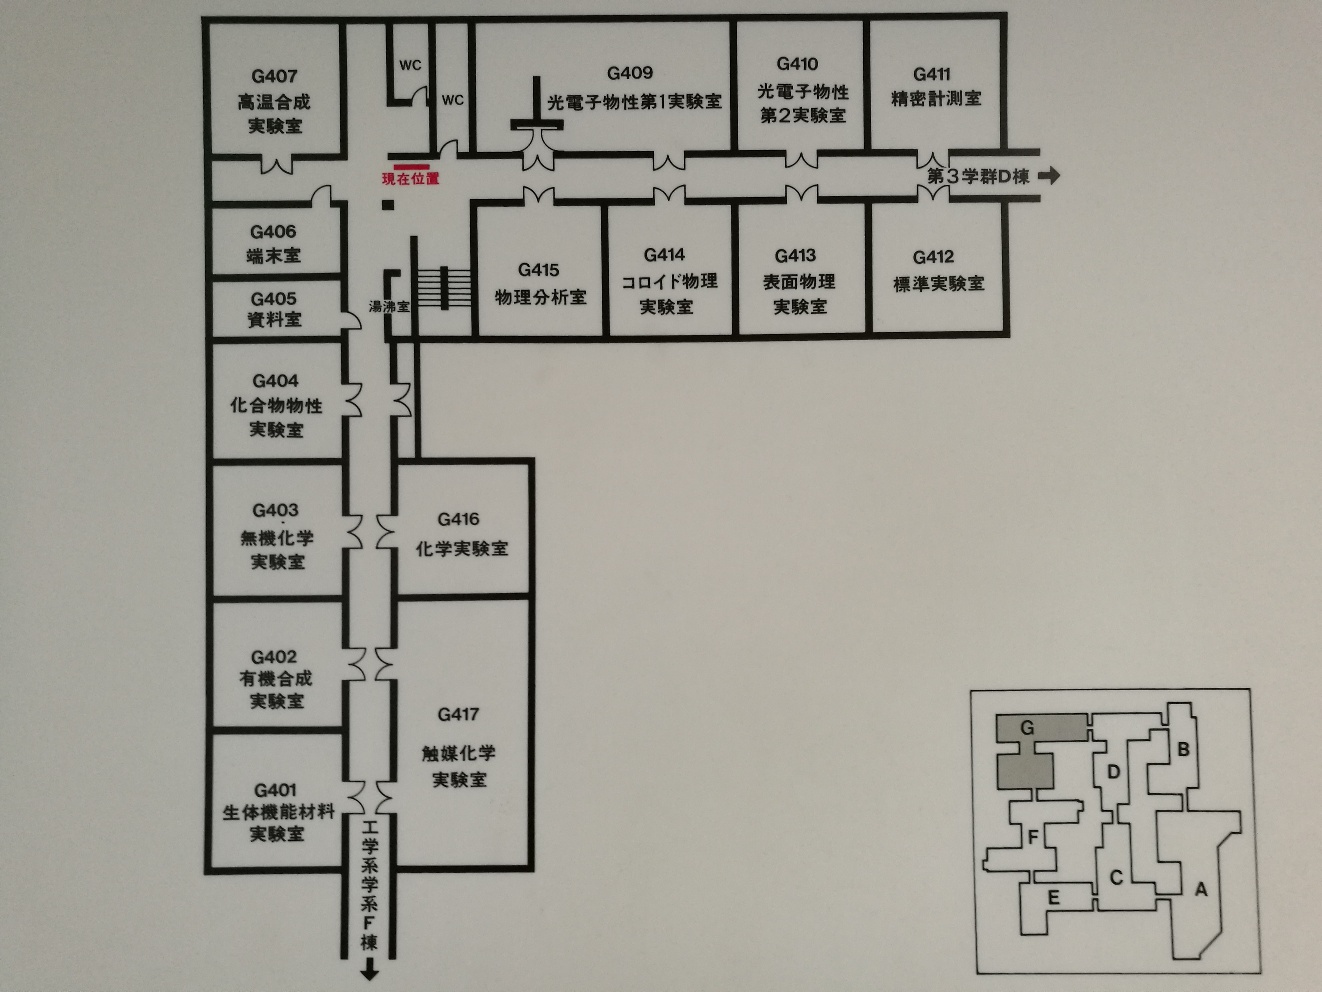 G407
高温合成
実験室
WC
WC
G409
光電子物性第1実験室
G410
光電子物性
第2実験室
G411
精密計測室
現在位置
第3学群D棟
G406
端末室
G405
資料室
湯沸室
G415
物理分析室
G414
コロイド物理
実験室
G413
表面物理
実験室
G412
標準実験室
G404
化合物物性
実験室
G403
無機化学
実験室
G416
化学実験室
G402
有機合成
実験室
G417
触媒化学
実験室
G401
生体機能材料
実験室
工学系学系F棟
G
B
D
F
C
A
E